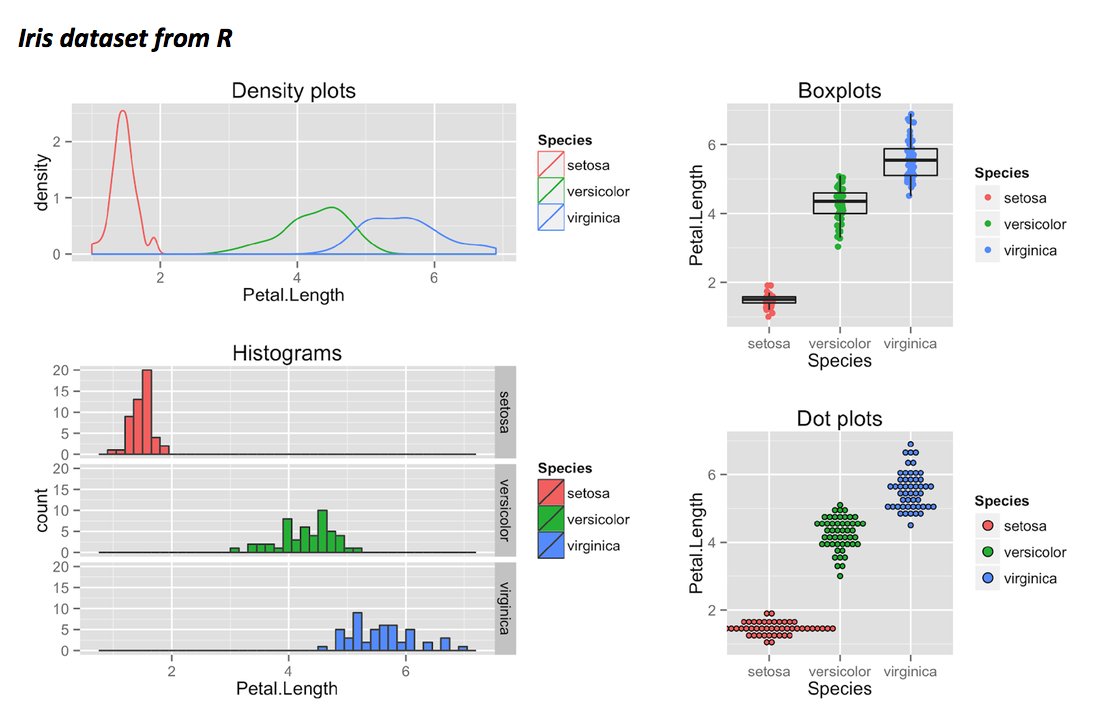 Iris dataset from R
Density plots
density
2
1
0
2 4 6
Petal.Length
Species
setosa
versicolor
virginica
Boxplots
Petal.Length
6
4
2
setosa versicolor virginica
Species
Species
setosa
versicolor
virginica
Histograms
count
20
15
10
5
0
setosa
20
15
10
5
0
versicolor
20
15
10
5
0
virginica
2 4 6
Petal.Length
Species
setosa
versicolor
virginica
Dot plots
Petal.Length
6
4
2
setosa versicolor virginica
Species
Species
setosa
versicolor
virginica